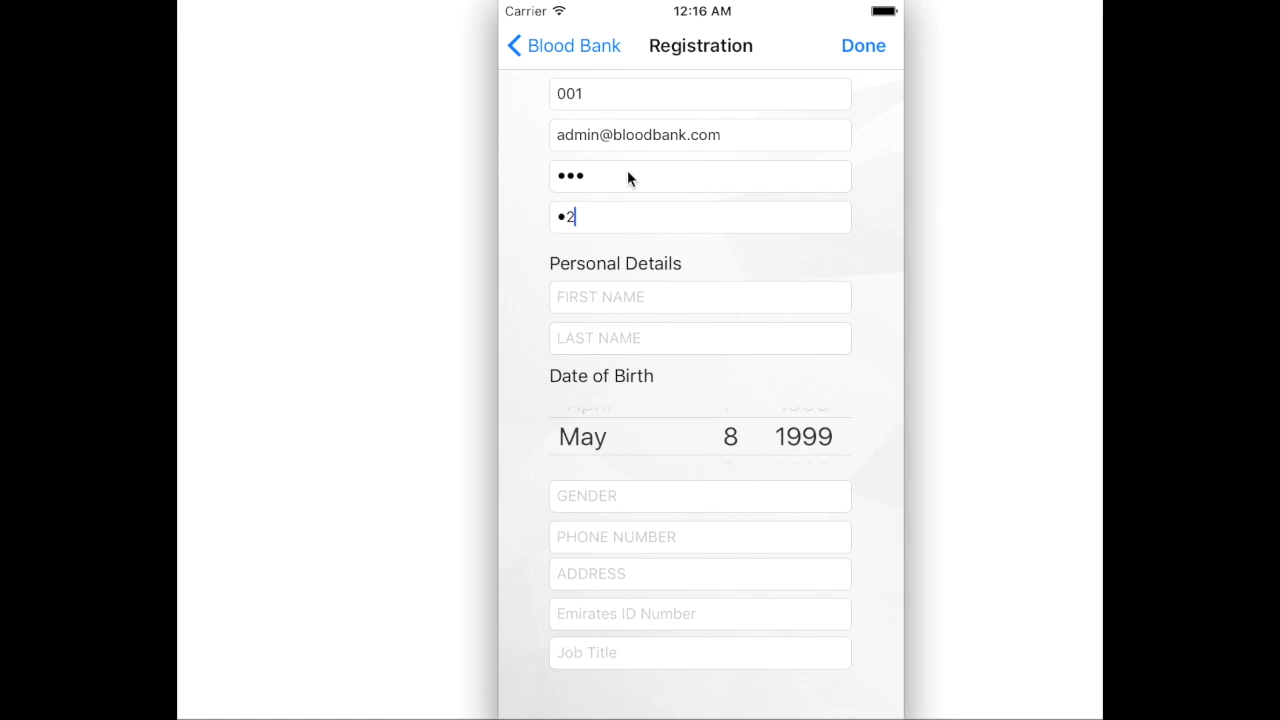 Carrier 12:16 AM
Blood Bank Registration Done
001
admin@bloodbank.com
•••
•2
Personal Details
FIRST NAME
LAST NAME
Date of Birth
May 8 1999
GENDER
PHONE NUMBER
ADDRESS
Emirates ID Number
Job Title